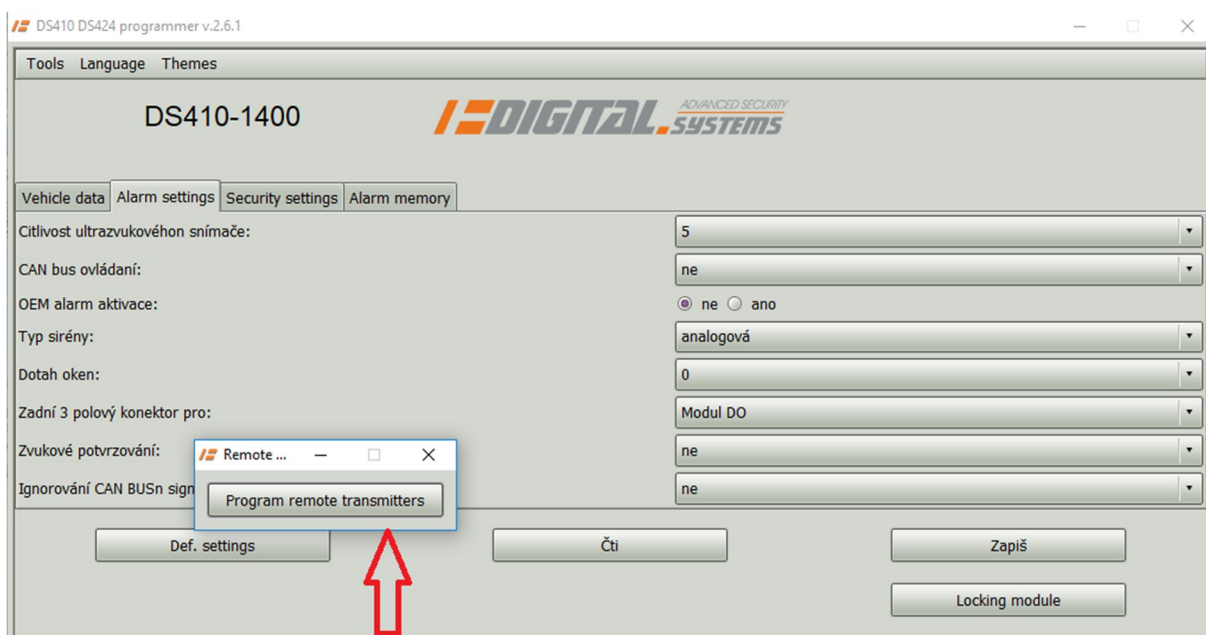 DS410 DS424 programmer v.2.6.1
Tools Language Themes
DS410-1400
DIGITAL.
ADVANCED SECURITY
SYSTEMS
Vehicle data Alarm settings Security settings Alarm memory
Citlivost ultrazvukovéhon snímače: 5
CAN bus ovládaní: ne
OEM alarm aktivace: ne ano
Typ sirény: analogová
Dotah oken: 0
Zadní 3 polový konektor pro: Modul DO
Zvukové potvrzování: ne
Remote ...
Ignorování CAN BUSn sign ne
Program remote transmitters
Def. settings Čti Zapiš
Locking module